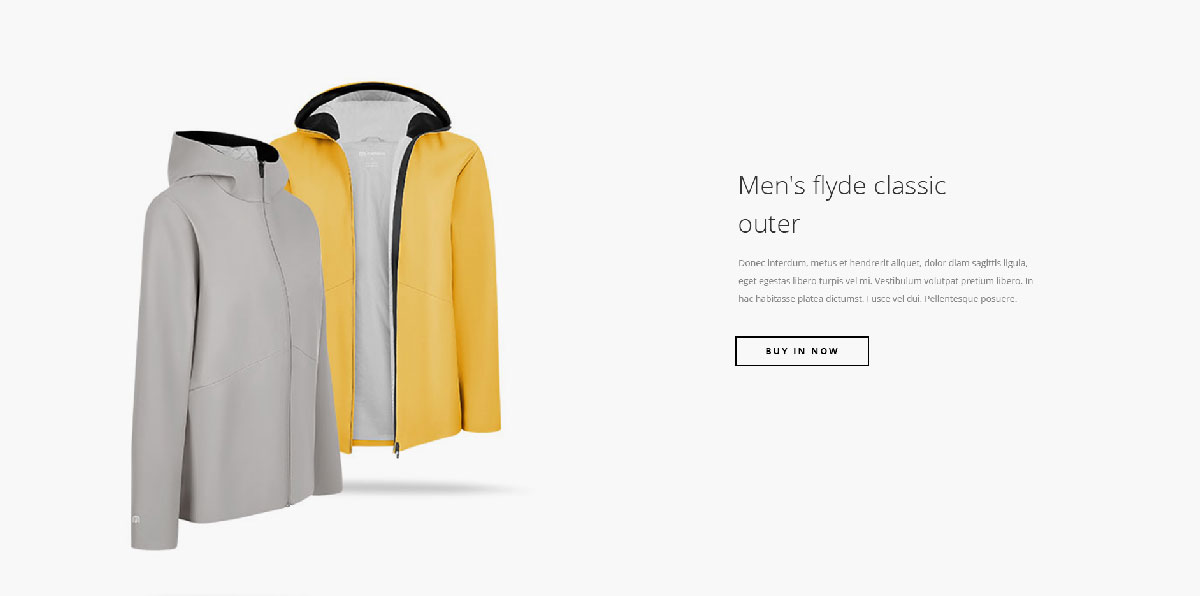 Men's flyde classic
outer
Donec interdum, metus et hendrerit aliquet, dolor diam sagittis ligula,
eget egestas libero turpis vel mi. Vestibulum volutpat pretium libero. In
hac habitasse platea dictumst. Fusce vel dui. Pellentesque posuere.
BUY IN NOW